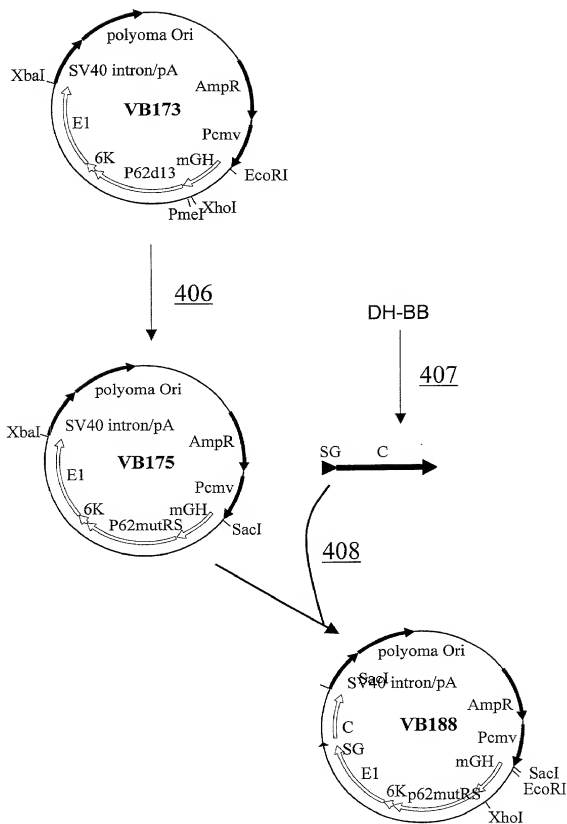 polyoma Ori
XbaI
SV40 intron/pA
AmpR
VB173
E1
Pcmv
6K
mGH
P62d13
EcoRI
PmeI
XhoI
406
DH-BB
407
polyoma Ori
XbaI
SV40 intron/pA
AmpR
VB175
E1
Pcmv
6K
mGH
P62mutRS
SacI
SG
C
408
polyoma Ori
SacI
SV40 intron/pA
AmpR
VB188
C
Pcmv
SG
mGH
E1
SacI
6K
p62mutRS
EcoRI
XhoI